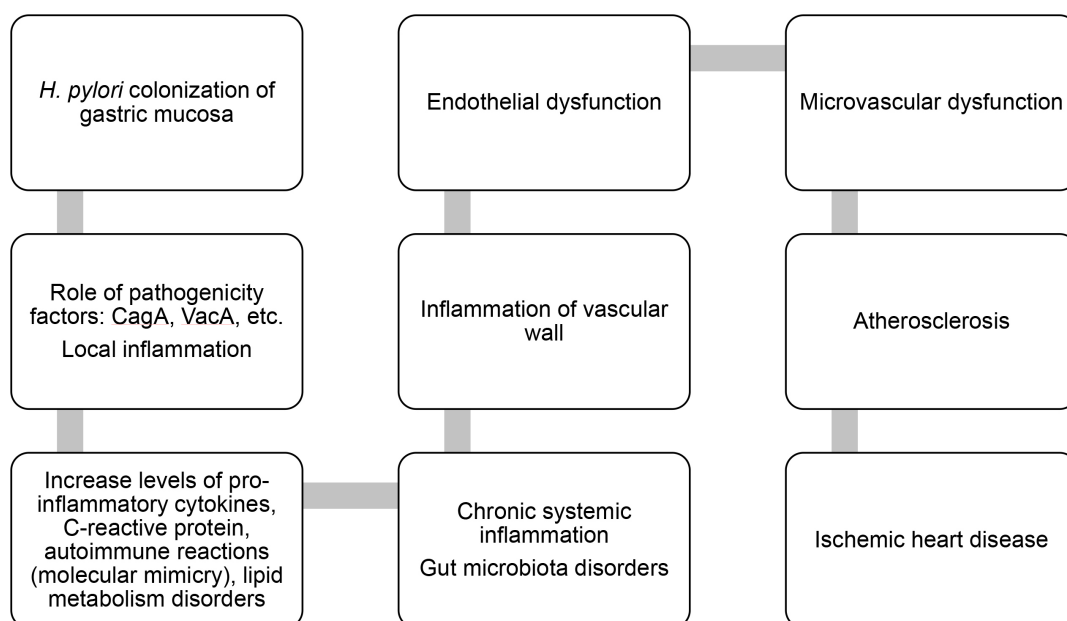 H. pylori colonization of
gastric mucosa
Role of pathogenicity
factors: CagA, VacA, etc.
Local inflammation
Increase levels of pro-
inflammatory cytokines,
C-reactive protein,
autoimmune reactions
(molecular mimicry), lipid
metabolism disorders
Chronic systemic
inflammation
Gut microbiota disorders
Inflammation of vascular
wall
Endothelial dysfunction
Microvascular dysfunction
Atherosclerosis
Ischemic heart disease